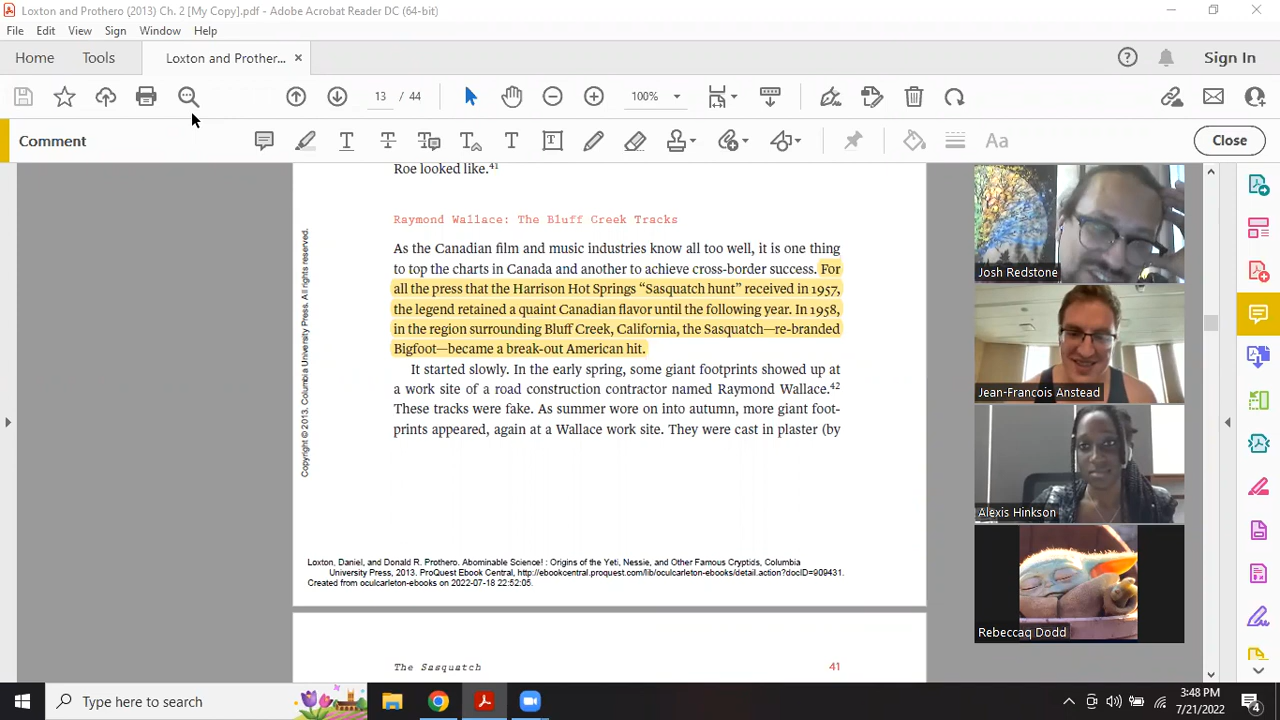 Loxton and Prothero (2013) Ch. 2 [My Copy].pdf - Adobe Acrobat Reader DC (64-bit)
File Edit View Sign Window Help
Home Tools Loxton and Prother... × Sign In
13 / 44 100%
Comment Aa Close
Roe looked like.41
Raymond Wallace: The Bluff Creek Tracks
As the Canadian film and music industries know all too well, it is one thing
to top the charts in Canada and another to achieve cross-border success. For
all the press that the Harrison Hot Springs “Sasquatch hunt” received in 1957,
the legend retained a quaint Canadian flavor until the following year. In 1958,
in the region surrounding Bluff Creek, California, the Sasquatch—re-branded
Bigfoot—became a break-out American hit.
It started slowly. In the early spring, some giant footprints showed up at
a work site of a road construction contractor named Raymond Wallace.42
These tracks were fake. As summer wore on into autumn, more giant foot-
prints appeared, again at a Wallace work site. They were cast in plaster (by
Copyright © 2013. Columbia University Press. All rights reserved.
Loxton, Daniel, and Donald R. Prothero. Abominable Science! : Origins of the Yeti, Nessie, and Other Famous Cryptids, Columbia
University Press, 2013. ProQuest Ebook Central, http://ebookcentral.proquest.com/lib/oculcarleton-ebooks/detail.action?docID=909431.
Created from oculcarleton-ebooks on 2022-07-18 22:52:05.
The Sasquatch 41
Josh Redstone
Jean-Francois Anstead
Alexis Hinkson
Rebeccaq Dodd
Type here to search
3:48 PM
7/21/2022
4